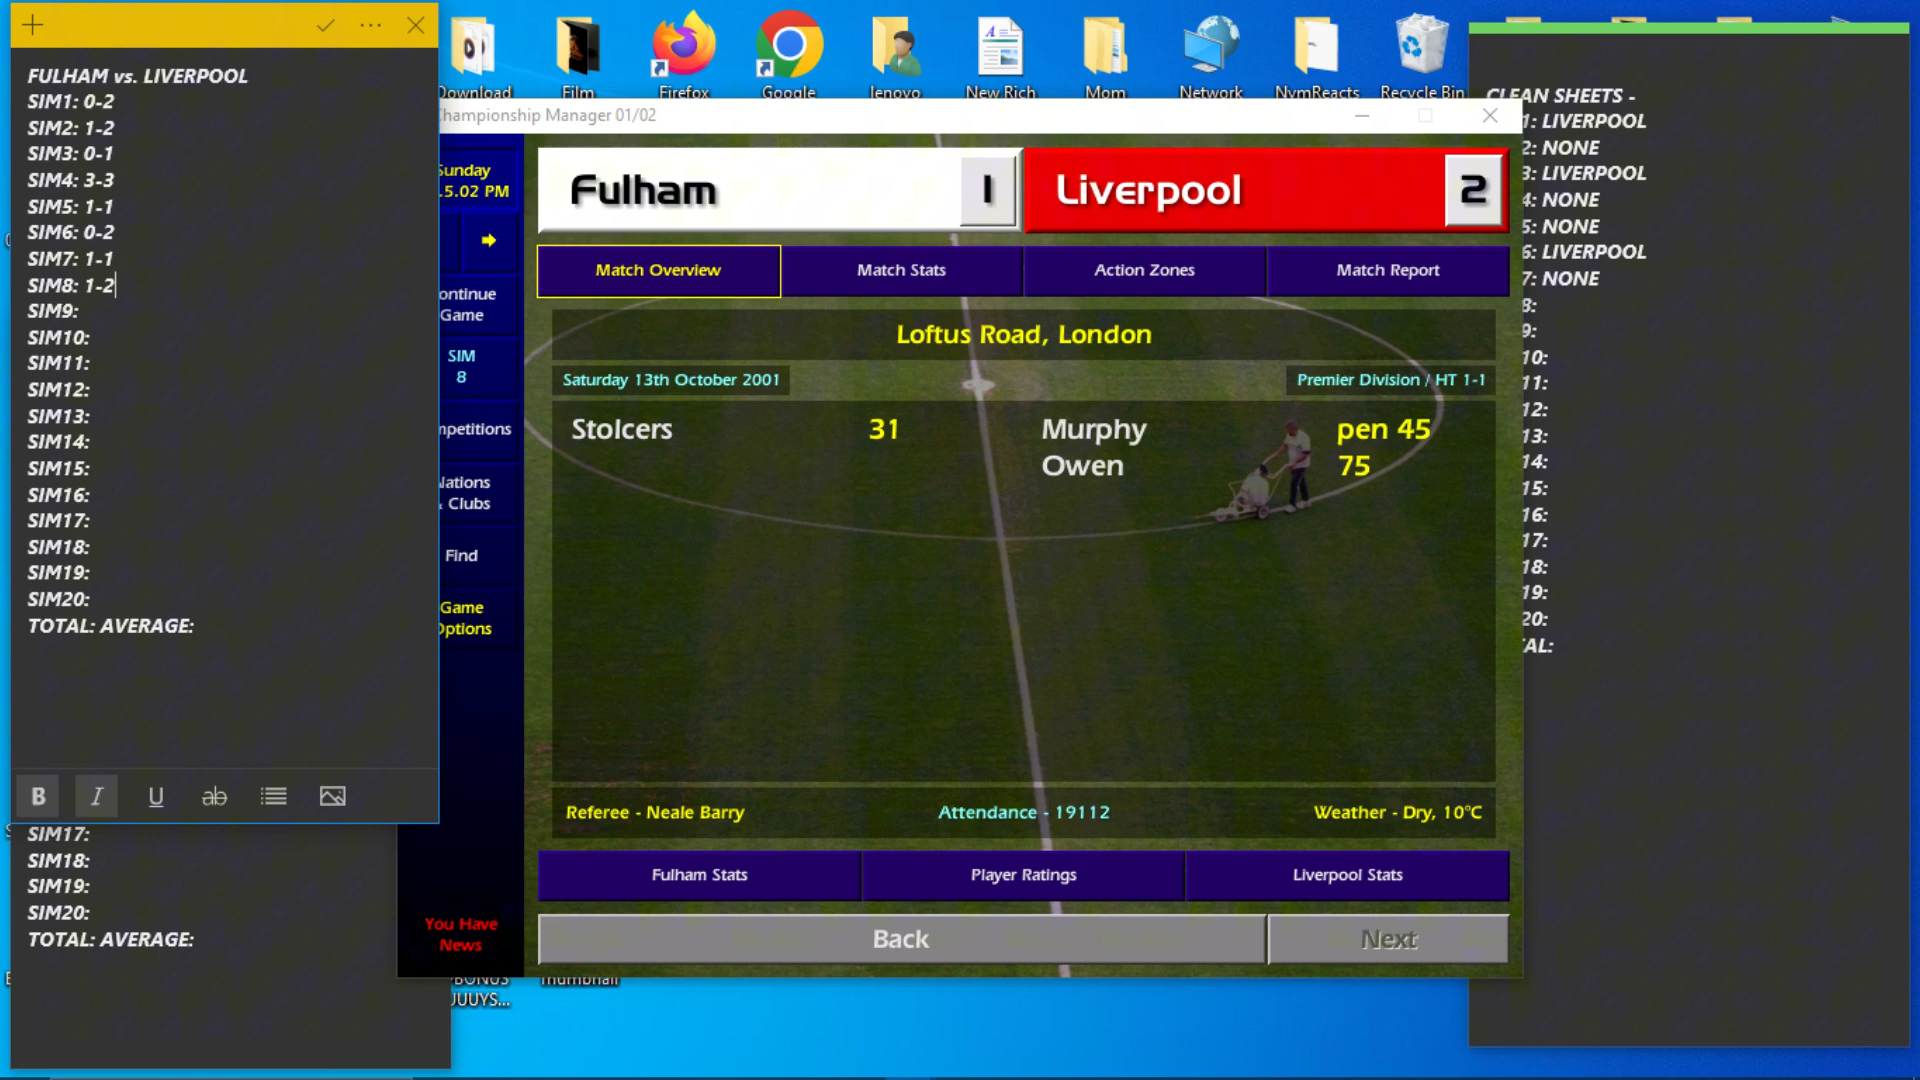 FULHAM vs. LIVERPOOL
SIM1: 0-2
SIM2: 1-2
SIM3: 0-1
SIM4: 3-3
SIM5: 1-1
SIM6: 0-2
SIM7: 1-1
SIM8: 1-2
SIM9:
SIM10:
SIM11:
SIM12:
SIM13:
SIM14:
SIM15:
SIM16:
SIM17:
SIM18:
SIM19:
SIM20:
TOTAL: AVERAGE:
SIM17:
SIM18:
SIM19:
SIM20:
TOTAL: AVERAGE:
Download
Film
Firefox
Google
lenovo
New Rich
Mom
Network
NymReacts
Recycle Bin
Championship Manager 01/02
Sunday
.5.02 PM
ontinue
Game
SIM
8
mpetitions
Nations
& Clubs
Find
Game
Options
You Have
News
Fulham 1 Liverpool 2
Match Overview Match Stats Action Zones Match Report
Loftus Road, London
Saturday 13th October 2001 Premier Division / HT 1-1
Stolcers 31 Murphy pen 45
Owen 75
Referee - Neale Barry Attendance - 19112 Weather - Dry, 10°C
Fulham Stats Player Ratings Liverpool Stats
Back Next
BONUS
JUUYS...
Thumbnail
CLEAN SHEETS -
1: LIVERPOOL
2: NONE
3: LIVERPOOL
4: NONE
5: NONE
6: LIVERPOOL
7: NONE
8:
9:
10:
11:
12:
13:
14:
15:
16:
17:
18:
19:
20:
TAL: